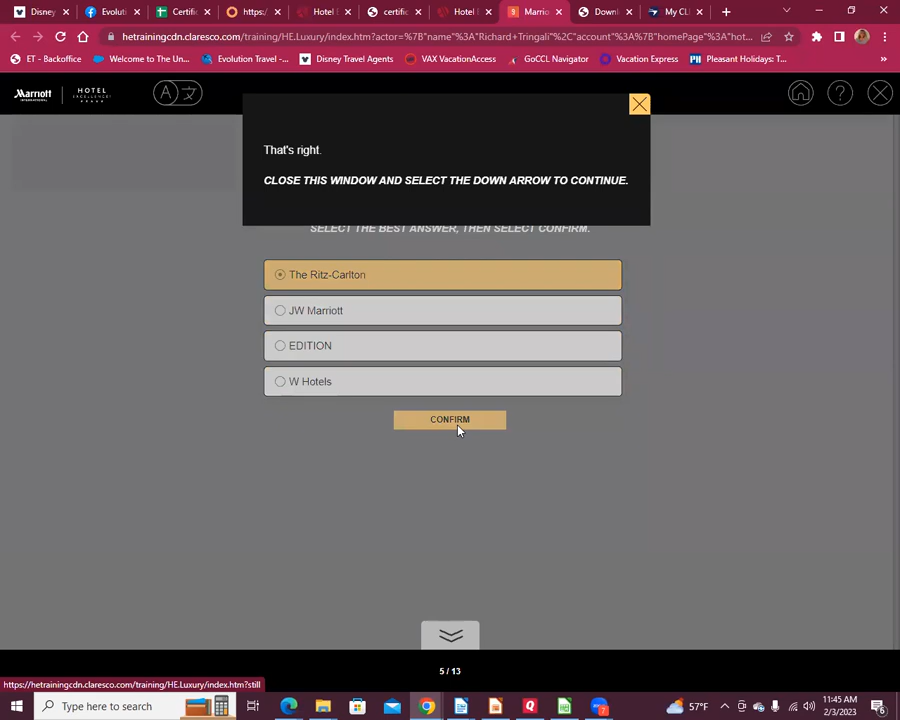 Disney
Evoluti
Certific
https:/
Hotel E
certific
Hotel E
Marrio
Downl
My CL
hetrainingcdn.claresco.com/training/HE.Luxury/index.htm?actor=%7B"name"%3A"Richard+Tringali"%2C"account"%3A%7B"homePage"%3A"hot...
ET - Backoffice
Welcome to The Un...
Evolution Travel -...
Disney Travel Agents
VAX VacationAccess
GoCCL Navigator
Vacation Express
Pleasant Holidays: T...
»
Marriott
INTERNATIONAL
HOTEL
EXCELLENCE
A文
?
That's right.
CLOSE THIS WINDOW AND SELECT THE DOWN ARROW TO CONTINUE.
SELECT THE BEST ANSWER, THEN SELECT CONFIRM.
The Ritz-Carlton
JW Marriott
EDITION
W Hotels
CONFIRM
5 / 13
https://hetrainingcdn.claresco.com/training/HE.Luxury/index.htm?still
Type here to search
57°F
11:45 AM
2/3/2023
6